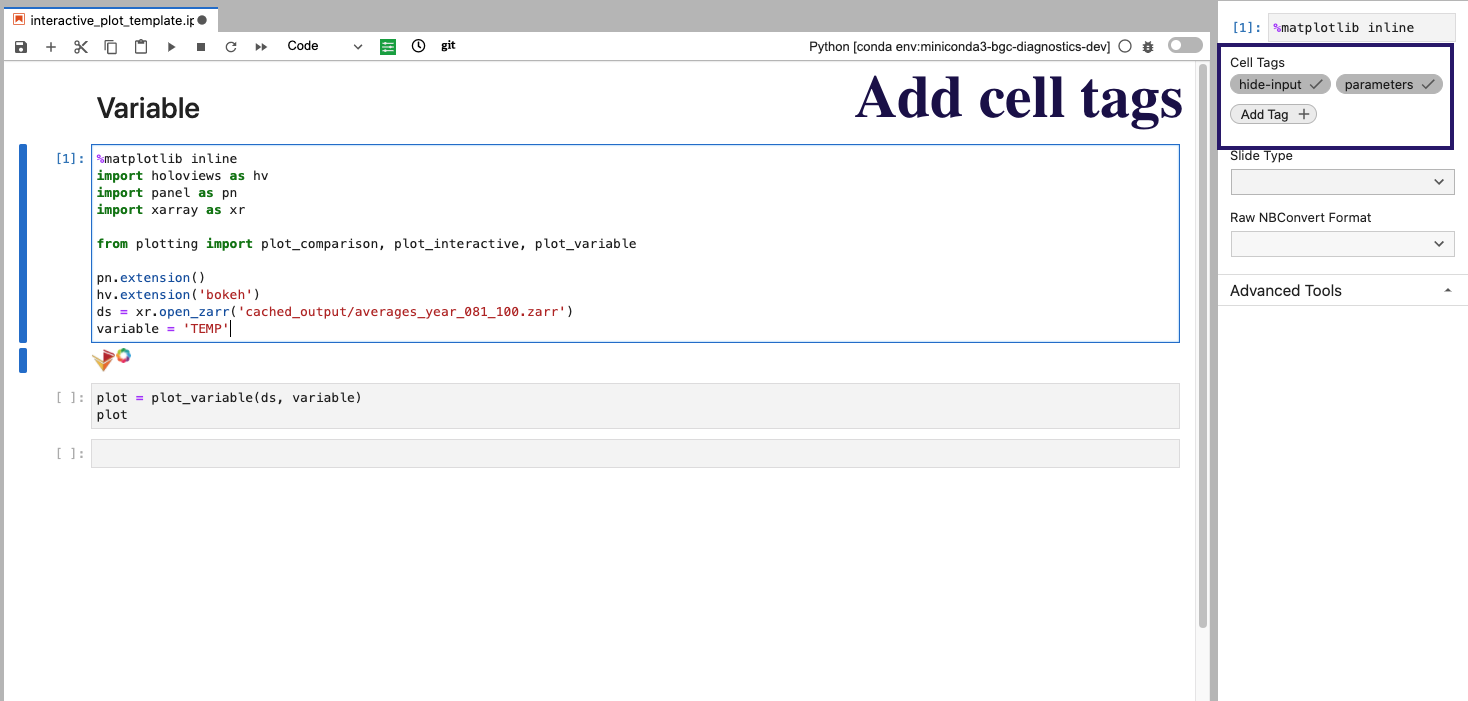 interactive_plot_template.ip
Code
git
Python [conda env:miniconda3-bgc-diagnostics-dev]
Variable
Add cell tags
[1]:
%matplotlib inline
import holoviews as hv
import panel as pn
import xarray as xr
from plotting import plot_comparison, plot_interactive, plot_variable
pn.extension()
hv.extension('bokeh')
ds = xr.open_zarr('cached_output/averages_year_081_100.zarr')
variable = 'TEMP'
[ ]:
plot = plot_variable(ds, variable)
plot
[ ]:
[1]: %matplotlib inline
Cell Tags
hide-input parameters
Add Tag
Slide Type
Raw NBConvert Format
Advanced Tools